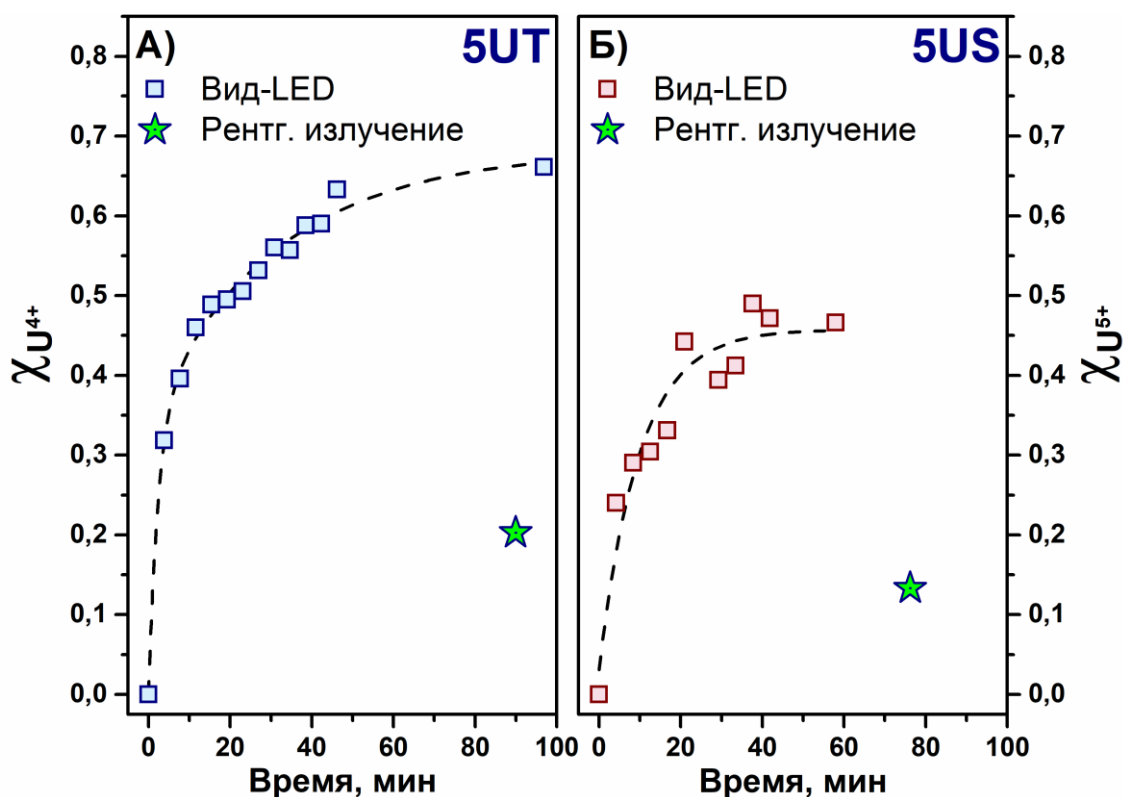 А) 5UT
Вид-LED
Рентг. излучение
0,8
0,7
0,6
0,5
0,4
0,3
0,2
0,1
0,0
χU4+
0 20 40 60 80 100
Время, мин
Б) 5US
Вид-LED
Рентг. излучение
0,8
0,7
0,6
0,5
0,4
0,3
0,2
0,1
0,0
χU5+
0 20 40 60 80 100
Время, мин